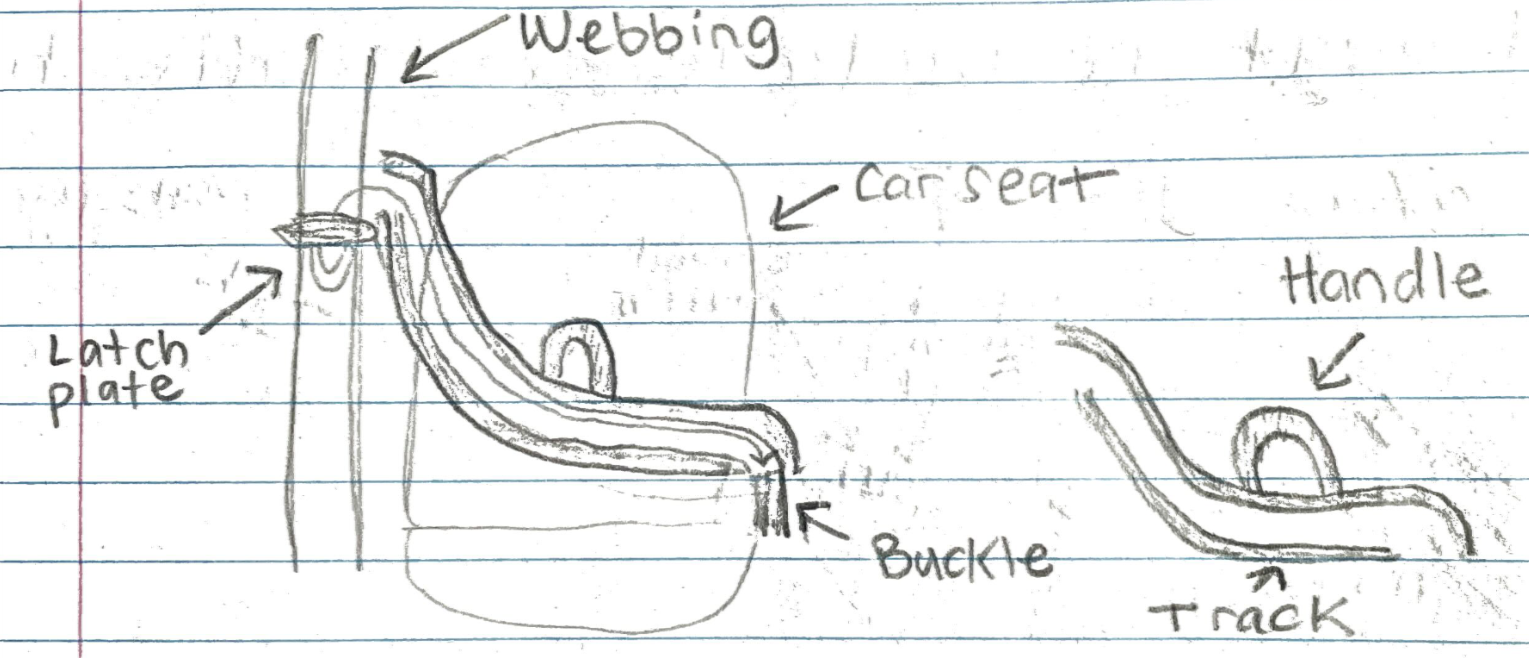 Webbing
Car seat
Handle
Latch
plate
Buckle
Track